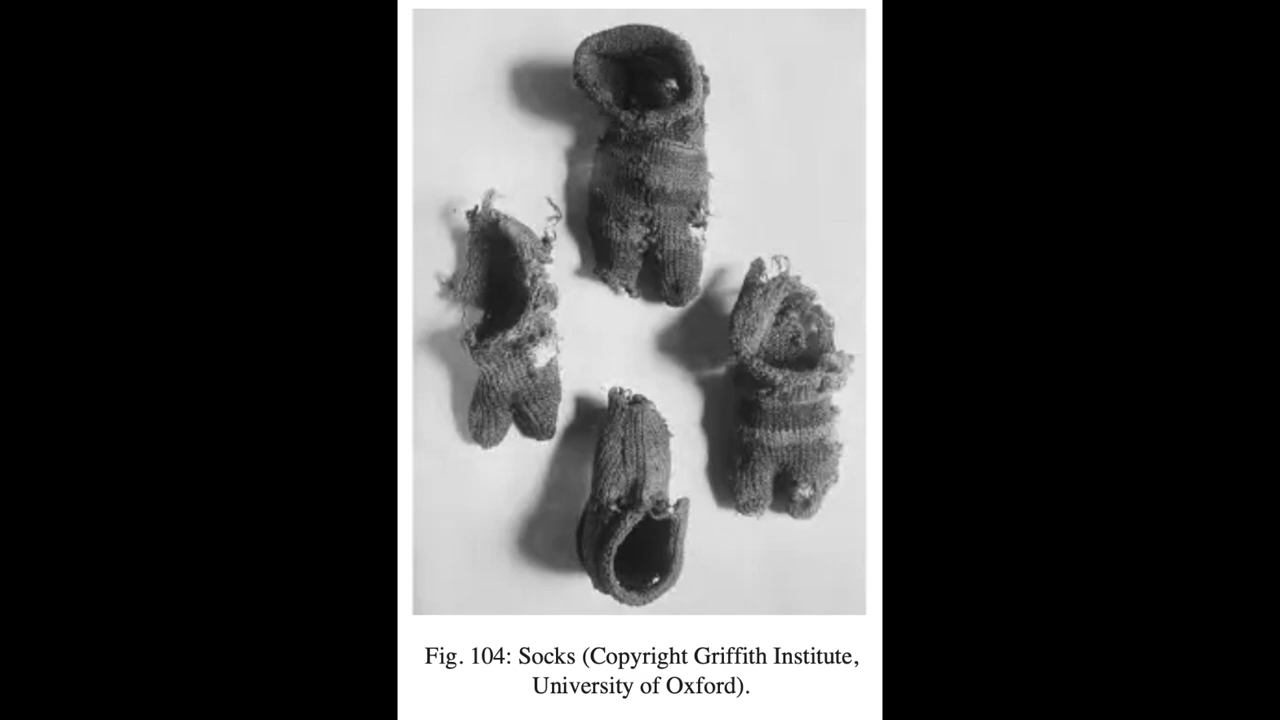 Fig. 104: Socks (Copyright Griffith Institute,
University of Oxford).